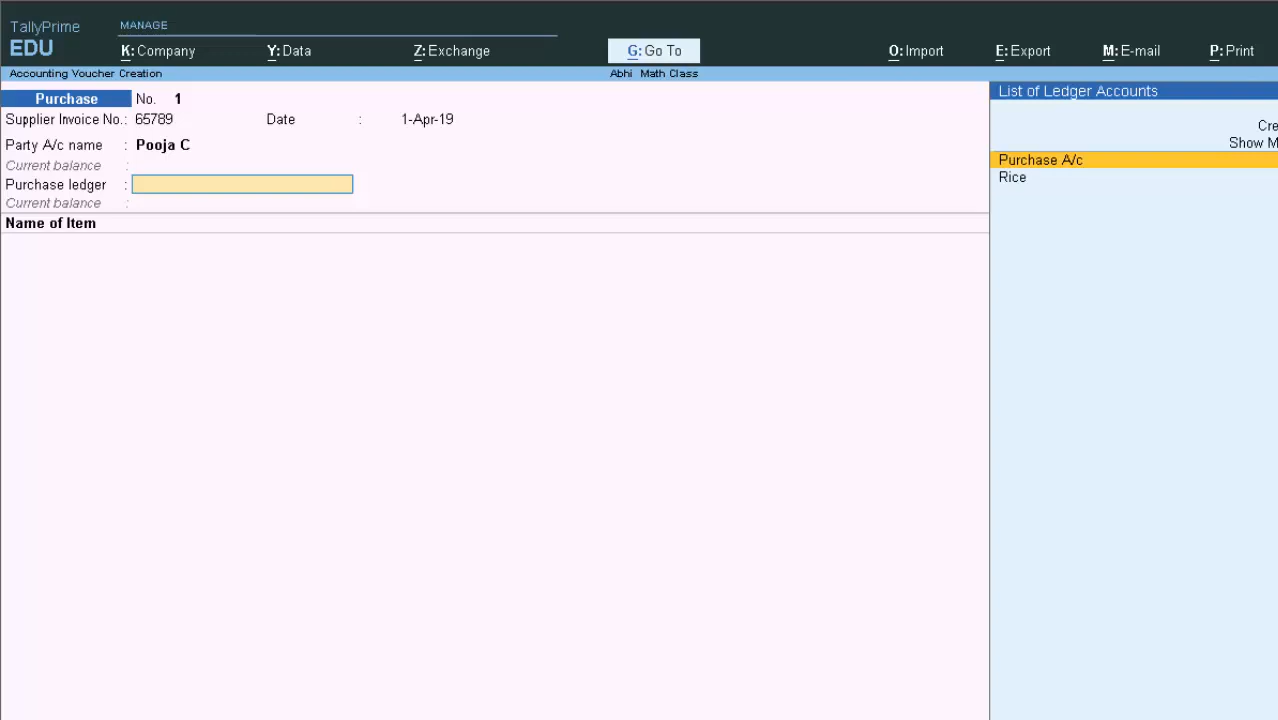 TallyPrime
EDU
MANAGE
K: Company
Y: Data
Z: Exchange
G: Go To
O: Import
E: Export
M: E-mail
P: Print
Accounting Voucher Creation
Abhi Math Class
Purchase No. 1
Supplier Invoice No.: 65789 Date : 1-Apr-19
Party A/c name : Pooja C
Current balance :
Purchase ledger :
Current balance :
Name of Item
List of Ledger Accounts
Cre
Show M
Purchase A/c
Rice